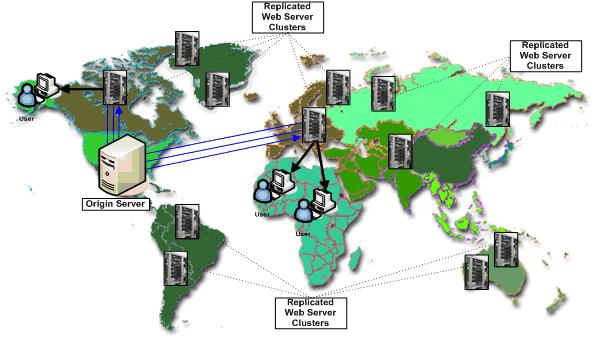 Replicated
Web Server
Clusters
Replicated
Web Server
Clusters
User
Origin Server
User
User
Replicated
Web Server
Clusters